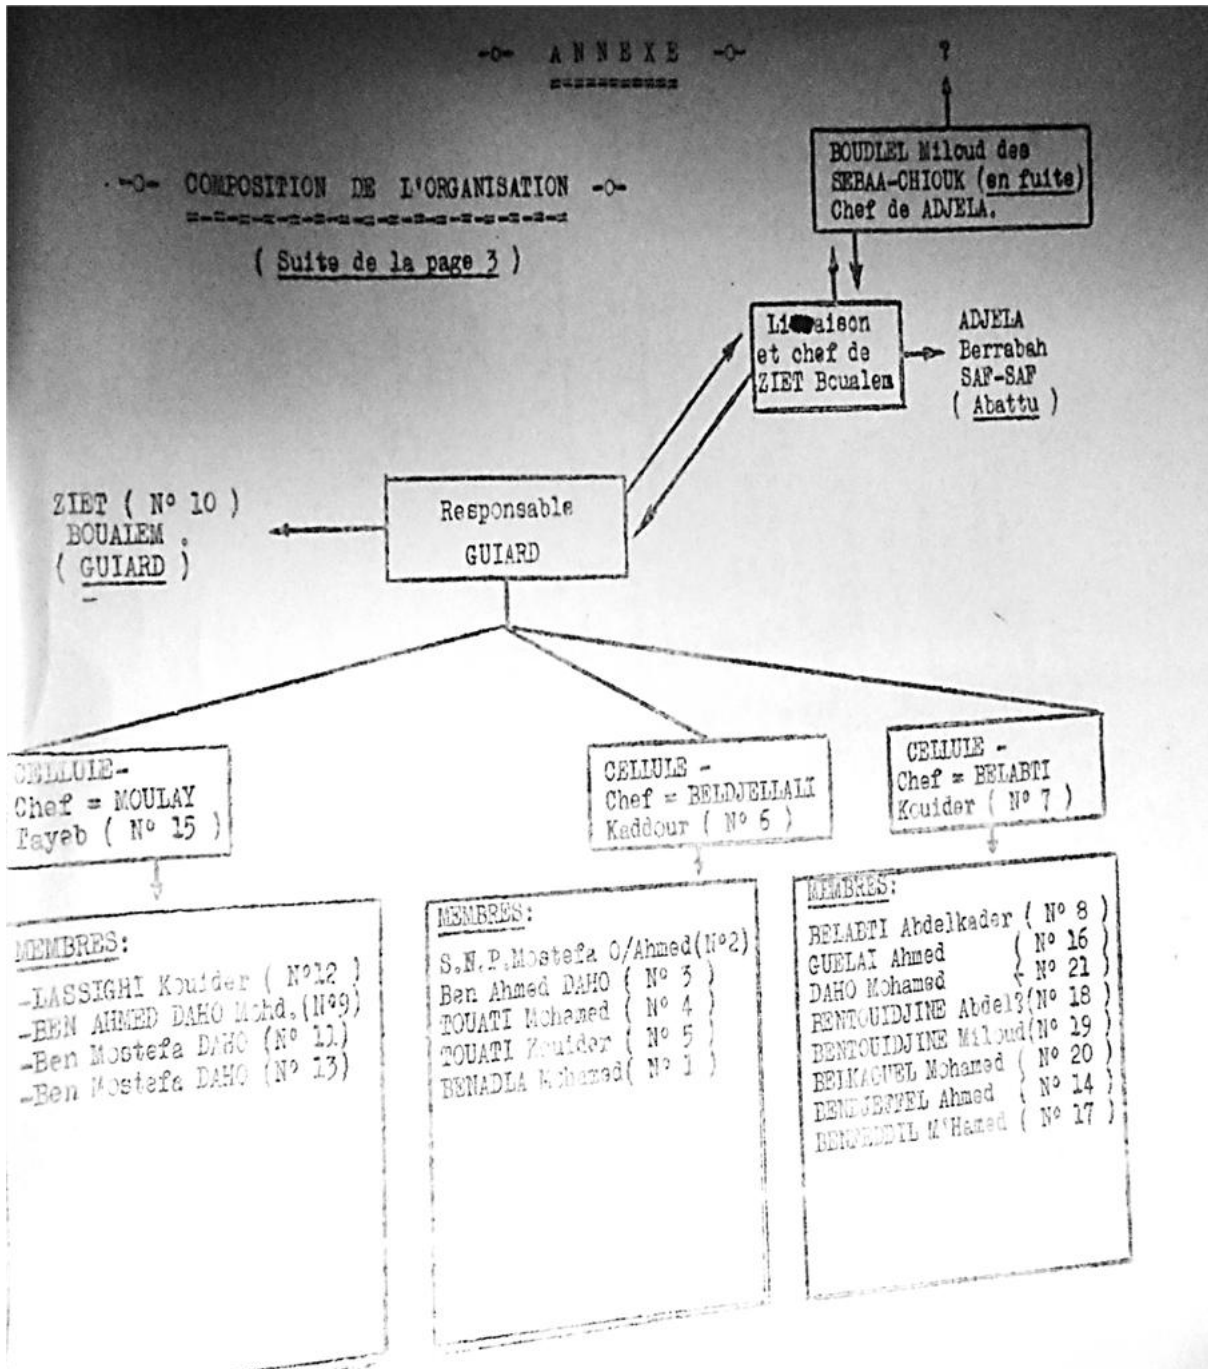 -o- ANNEXE -o-
?
BOUDLEL Miloud des
SEBAA-CHIOUK (en fuite)
Chef de ADJELA.
-o- COMPOSITION DE L'ORGANISATION -o-
( Suite de la page 3 )
Liaison
et chef de
ZIET Boualem
ADJELA
Berrabah
SAF-SAF
( Abattu )
Responsable
GUIARD
ZIET ( N° 10 )
BOUALEM .
( GUIARD )
CELLULE-
Chef = MOULAY
Tayeb ( N° 15 )
CELLULE -
Chef = BELDJELLALI
Kaddour ( N° 6 )
CELLULE -
Chef = BELABTI
Kouider ( N° 7 )
MEMBRES:
-LASSIGHI Kouider ( N°12 )
-BEN AHMED DAHO Mohd.(N°9)
-Ben Mostefa DAHO (N° 11)
-Ben Mostefa DAHO (N° 13)
MEMBRES:
S.N.P.Mostefa O/Ahmed(N°2)
Ben Ahmed DAHO ( N° 3 )
TOUATI Mohamed ( N° 4 )
TOUATI Kouider ( N° 5 )
BENADLA Mohamed( N° 1 )
MEMBRES:
BELABTI Abdelkader ( N° 8 )
GUELAI Ahmed ( N° 16 )
DAHO Mohamed ( N° 21 )
BENTOUIDJINE (N° 18 )
BENTOUIDJINE Miloud(N° 19 )
Mohamed ( N° 20 )
Ahmed ( N° 14 )
M'Hamed ( N° 17 )